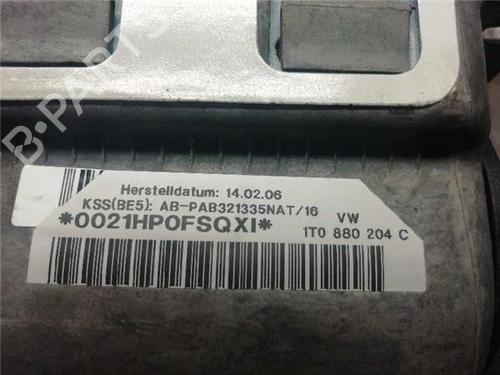 B-PARTS
Herstelldatum: 14.02.06
KSS(BE5): AB-PAB321335NAT/16 VW
*0021HP0FSQXI* 1T0 880 204 C